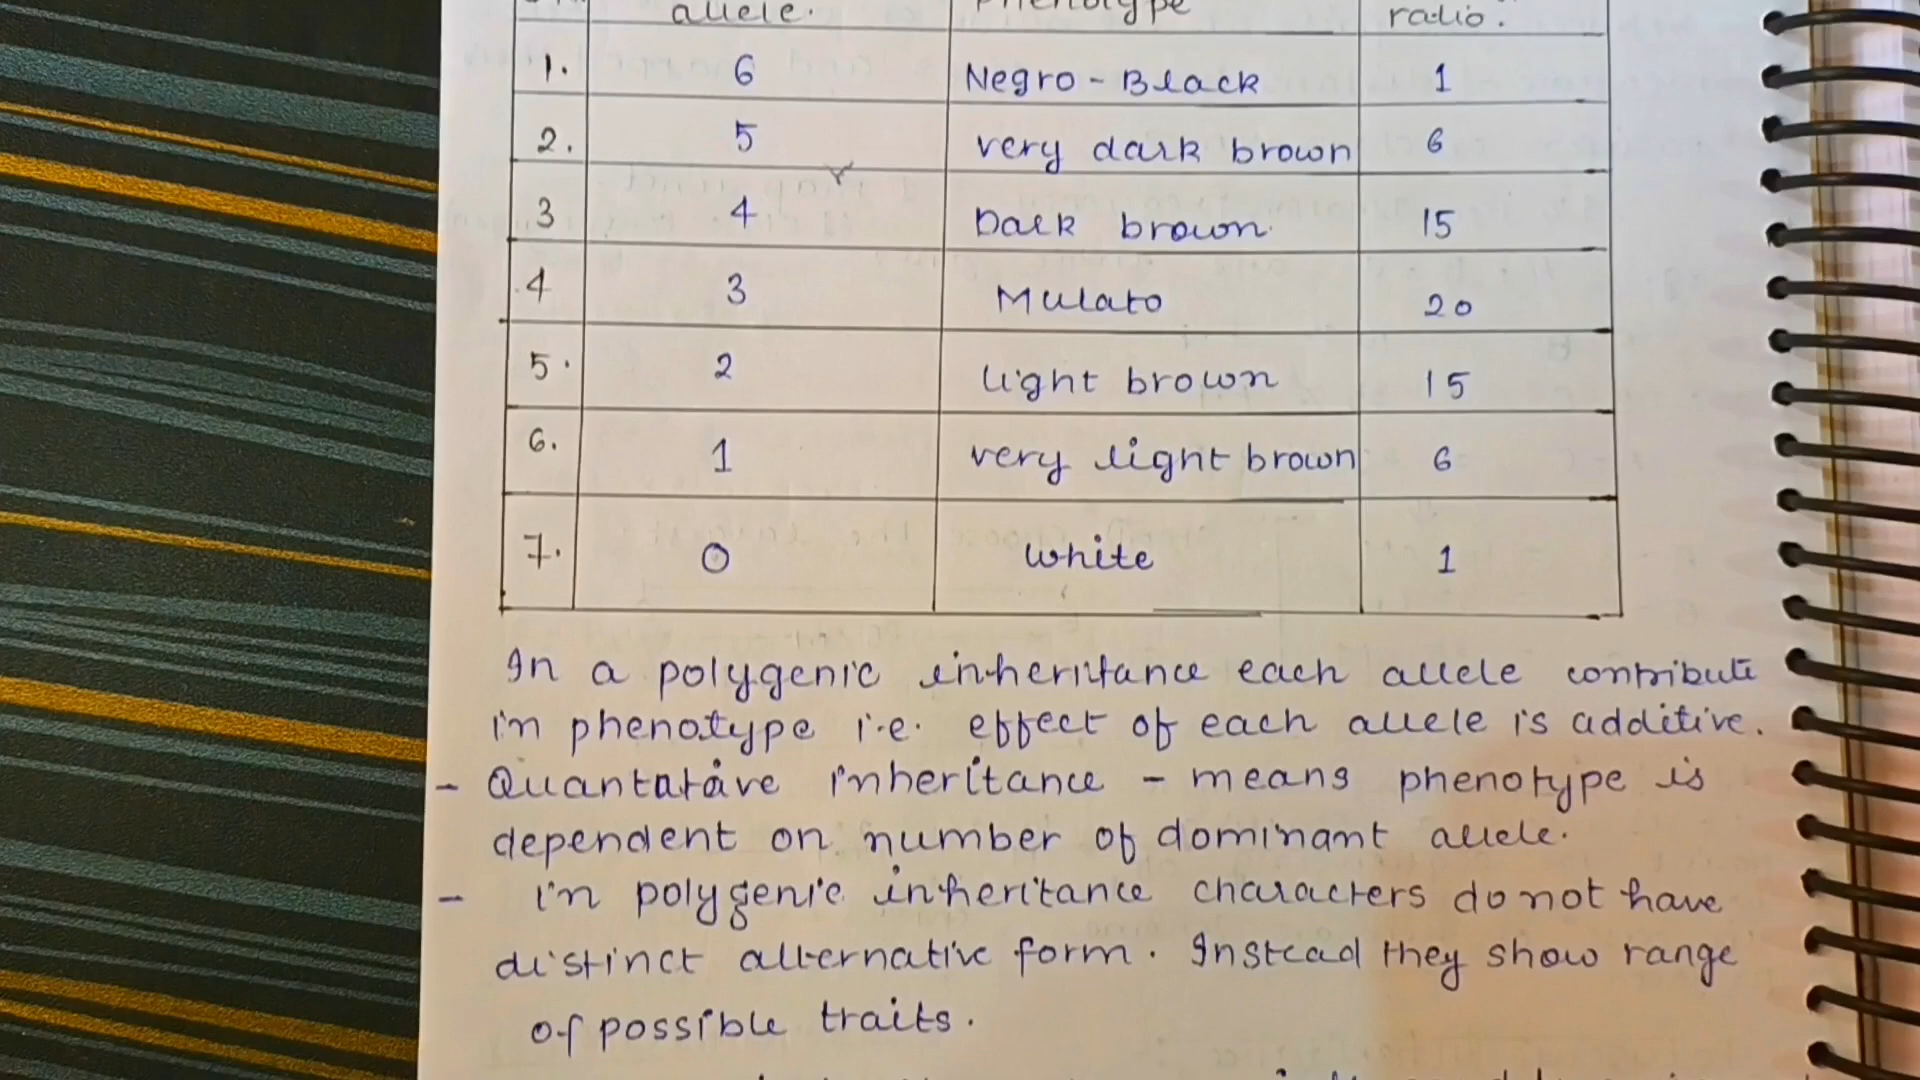 allele. Phenotype ratio.
1. 6 Negro-Black 1
2. 5 very dark brown 6
3 4 Dark brown 15
4 3 Mulato 20
5. 2 light brown 15
6. 1 very light brown 6
7. 0 white 1
In a polygenic inheritance each allele contribute
in phenotype i.e. effect of each allele is additive.
- Quantatave inheritance - means phenotype is
dependent on number of dominant allele.
- in polygenic inheritance characters do not have
distinct alternative form. Instead they show range
of possible traits.